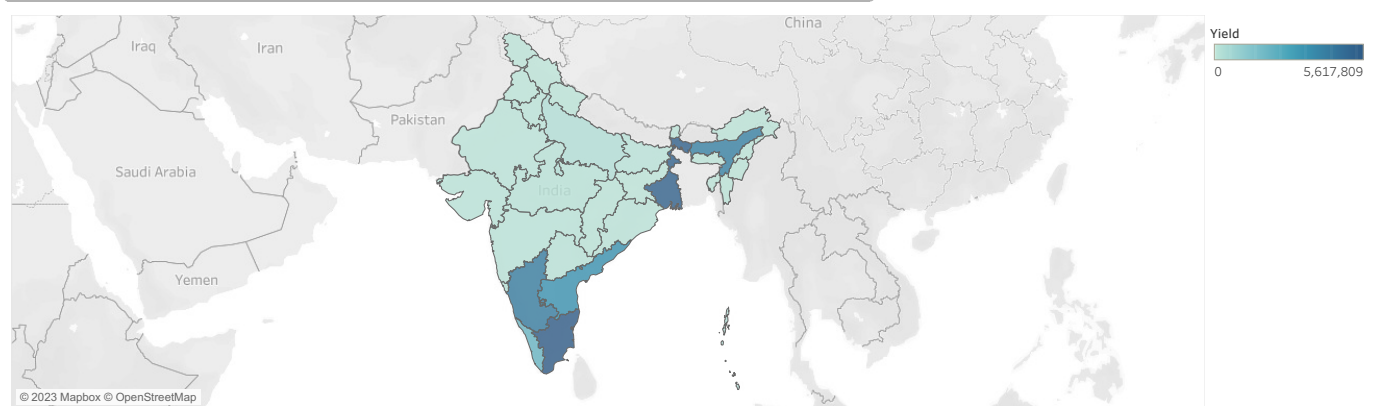 China
Iraq
Iran
Pakistan
Saudi Arabia
India
Yemen
© 2023 Mapbox © OpenStreetMap
Yield
0 5,617,809